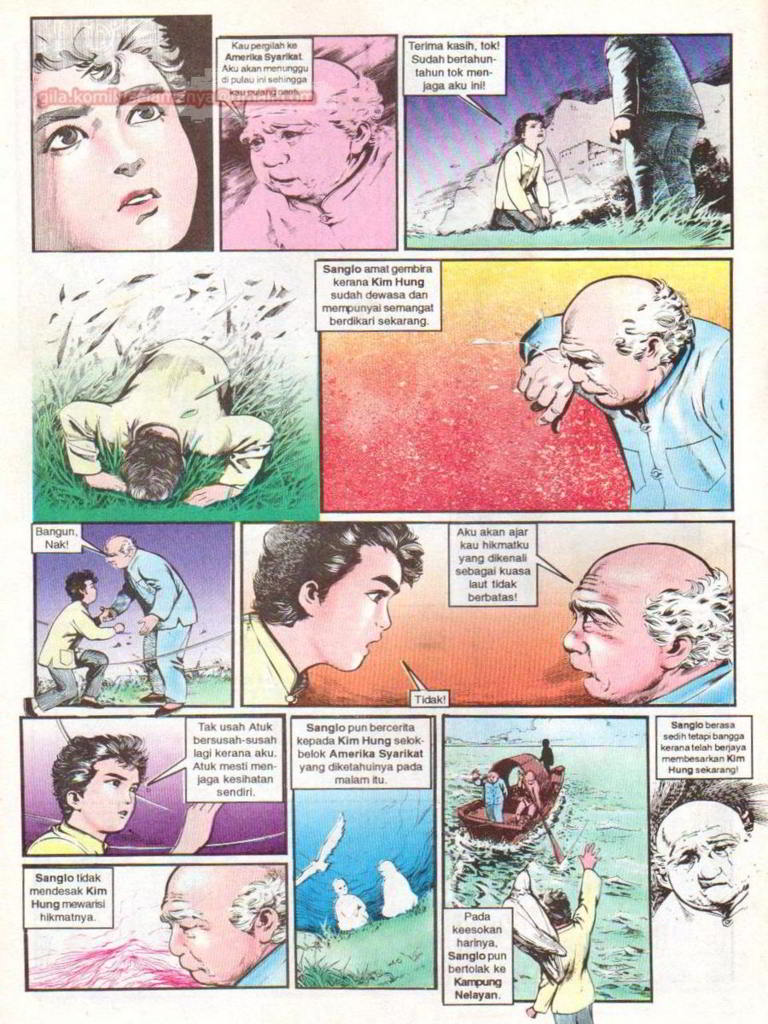 Kau pergilah ke
Amerika Syarikat.
Aku akan menunggu
di pulau ini sehingga
kau pulang
Terima kasih, tok!
Sudah bertahun-
tahun tok men-
jaga aku ini!
Sanglo amat gembira
kerana Kim Hung
sudah dewasa dan
mempunyai semangat
berdikari sekarang.
Bangun,
Nak!
Aku akan ajar
kau hikmatku
yang dikenali
sebagai kuasa
laut tidak
berbatas!
Tidak!
Tak usah Atuk
bersusah-susah
lagi kerana aku.
Atuk mesti men-
jaga kesihatan
sendiri.
Sanglo tidak
mendesak Kim
Hung mewarisi
hikmatnya.
Sanglo pun bercerita
kepada Kim Hung selok-
belok Amerika Syarikat
yang diketahuinya pada
malam itu.
Pada
keesokan
harinya,
Sanglo pun
bertolak ke
Kampung
Nelayan.
Sanglo berasa
sedih tetapi bangga
kerana telah berjaya
membesarkan Kim
Hung sekarang!